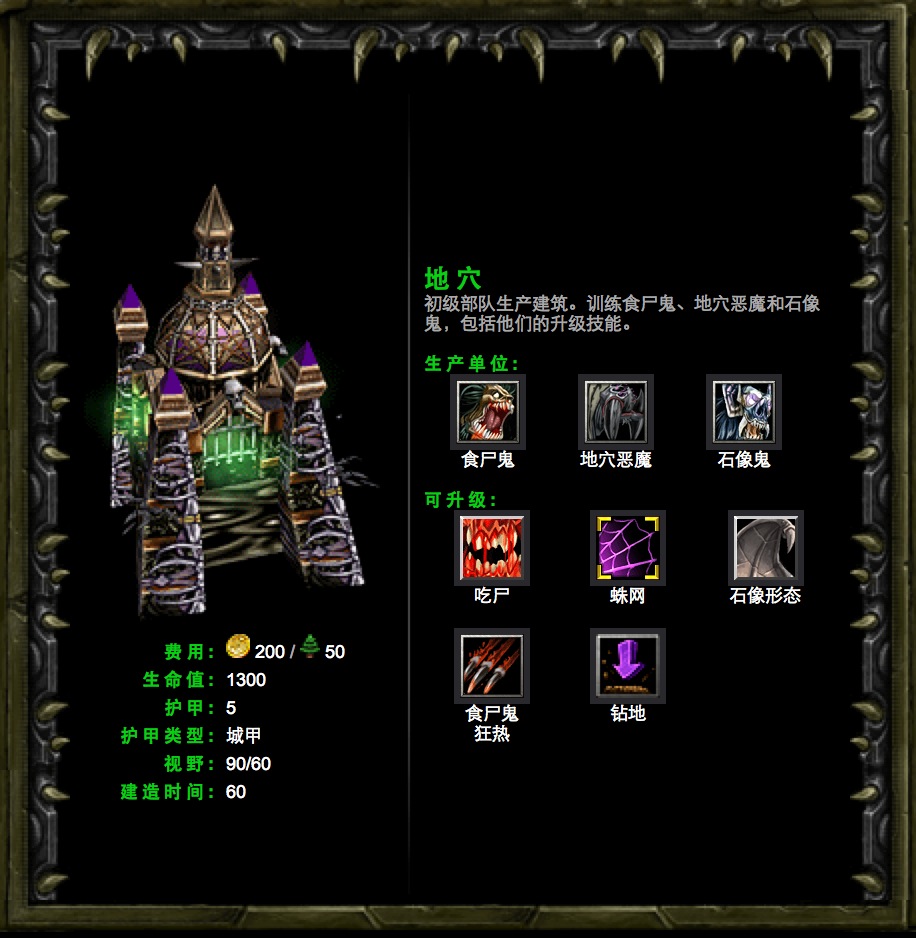 地穴
初级部队生产建筑。训练食尸鬼、地穴恶魔和石像
鬼，包括他们的升级技能。
生产单位：
食尸鬼 地穴恶魔 石像鬼
可升级：
吃尸 蛛网 石像形态
食尸鬼 钻地
狂热
费用： 200 / 50
生命值： 1300
护甲： 5
护甲类型： 城甲
视野： 90/60
建造时间： 60